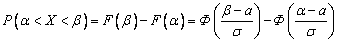 P(α < X < β) = F(β) − F(α) = Φ((β − a)/σ) − Φ((α − a)/σ)